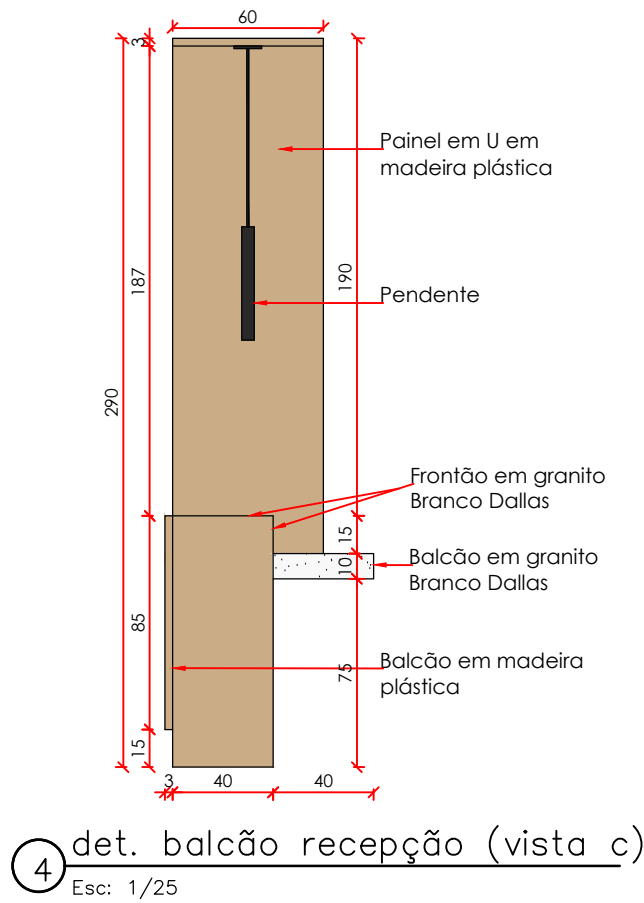 60
3
Painel em U em
madeira plástica
187
190
Pendente
290
Frontão em granito
Branco Dallas
15
Balcão em granito
Branco Dallas
10
85
Balcão em madeira
plástica
75
15
3
40
40
4
det. balcão recepção (vista c)
Esc: 1/25